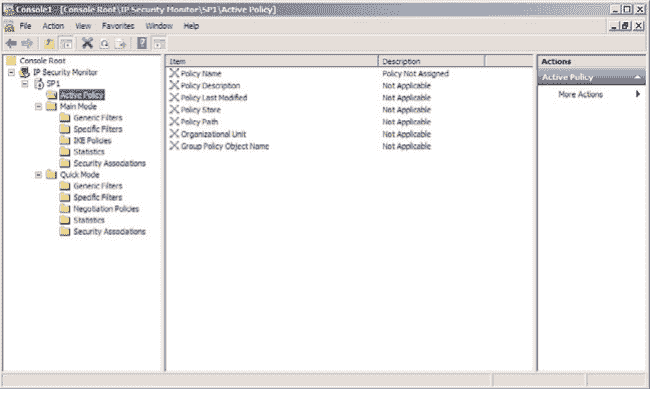 Console1 - [Console Root\IP Security Monitor\SP1\Active Policy]
File Action View Favorites Window Help
Console Root
IP Security Monitor
SP1
Active Policy
Main Mode
Generic Filters
Specific Filters
IKE Policies
Statistics
Security Associations
Quick Mode
Generic Filters
Specific Filters
Negotiation Policies
Statistics
Security Associations
Item Description
Policy Name Policy Not Assigned
Policy Description Not Applicable
Policy Last Modified Not Applicable
Policy Store Not Applicable
Policy Path Not Applicable
Organizational Unit Not Applicable
Group Policy Object Name Not Applicable
Actions
Active Policy
More Actions